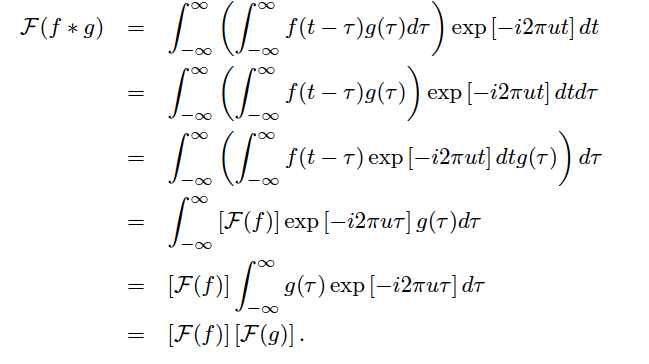 ℱ(f ∗ g) = ∫_{−∞}^{∞} ( ∫_{−∞}^{∞} f(t − τ)g(τ)dτ ) exp [−i2πut] dt
= ∫_{−∞}^{∞} ( ∫_{−∞}^{∞} f(t − τ)g(τ) ) exp [−i2πut] dtdτ
= ∫_{−∞}^{∞} ( ∫_{−∞}^{∞} f(t − τ) exp [−i2πut] dtg(τ) ) dτ
= ∫_{−∞}^{∞} [ℱ(f)] exp [−i2πuτ] g(τ)dτ
= [ℱ(f)] ∫_{−∞}^{∞} g(τ) exp [−i2πuτ] dτ
= [ℱ(f)] [ℱ(g)] .